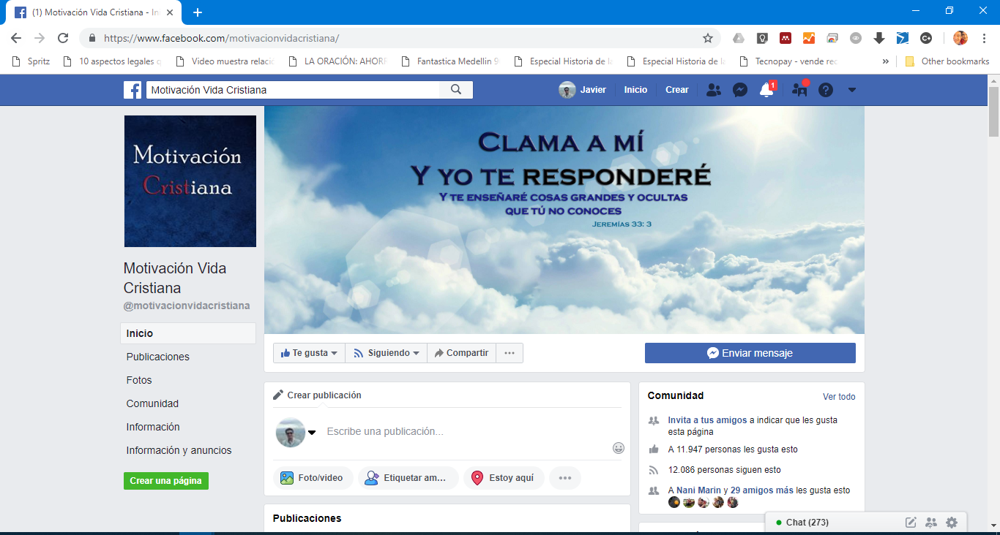 (1) Motivación Vida Cristiana - In
https://www.facebook.com/motivacionvidacristiana/
Spritz
10 aspectos legales
Video muestra relaci
LA ORACIÓN: AHOR
Fantastica Medellin 9
Especial Historia de la
Especial Historia de la
Tecnopay - vende rec
»
Other bookmarks
Motivación Vida Cristiana
Javier
Inicio
Crear
1
Motivación
Cristiana
Clama a mí
Y yo te responderé
Y te enseñaré cosas grandes y ocultas
que tú no conoces
Jeremías 33: 3
Motivación Vida
Cristiana
@motivacionvidacristiana
Inicio
Publicaciones
Fotos
Comunidad
Información
Información y anuncios
Crear una página
Te gusta
Siguiendo
Compartir
Enviar mensaje
Crear publicación
Escribe una publicación...
Foto/video
Etiquetar am...
Estoy aquí
Publicaciones
Comunidad
Ver todo
Invita a tus amigos a indicar que les gusta
esta página
A 11.947 personas les gusta esto
12.086 personas siguen esto
A Nani Marin y 29 amigos más les gusta esto
Chat (273)